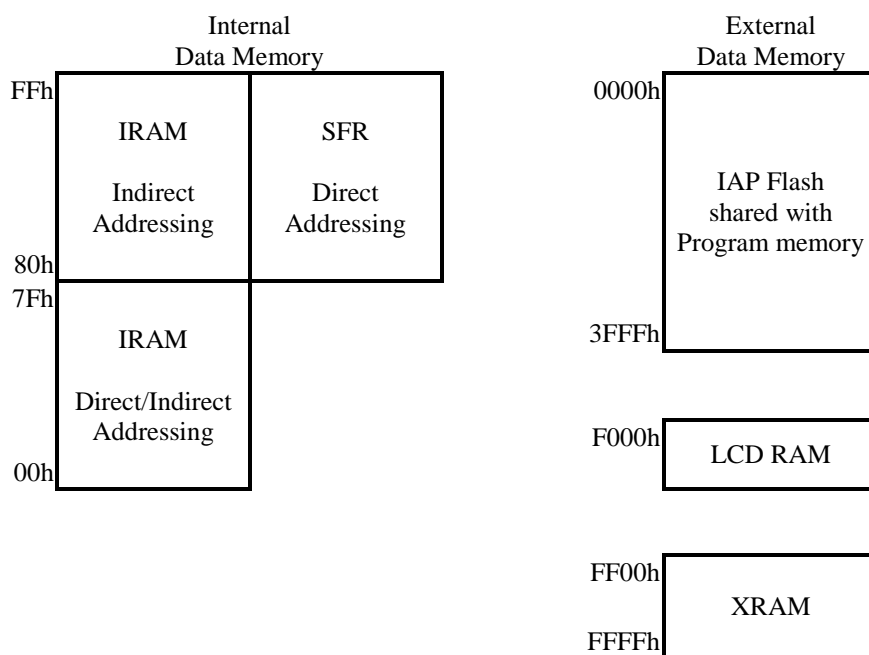 Internal
Data Memory
FFh
IRAM
Indirect
Addressing
80h
SFR
Direct
Addressing
7Fh
IRAM
Direct/Indirect
Addressing
00h
External
Data Memory
0000h
IAP Flash
shared with
Program memory
3FFFh
F000h
LCD RAM
FF00h
XRAM
FFFFh